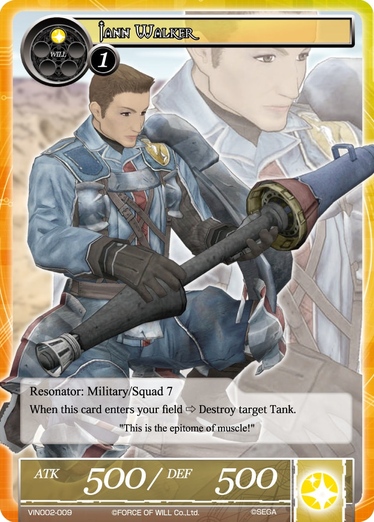 Jann Walker
WILL
1
Resonator: Military/Squad 7
When this card enters your field ⇨ Destroy target Tank.
"This is the epitome of muscle!"
ATK 500 / DEF 500
VIN002-009 ©FORCE OF WILL Co.,Ltd. ©SEGA